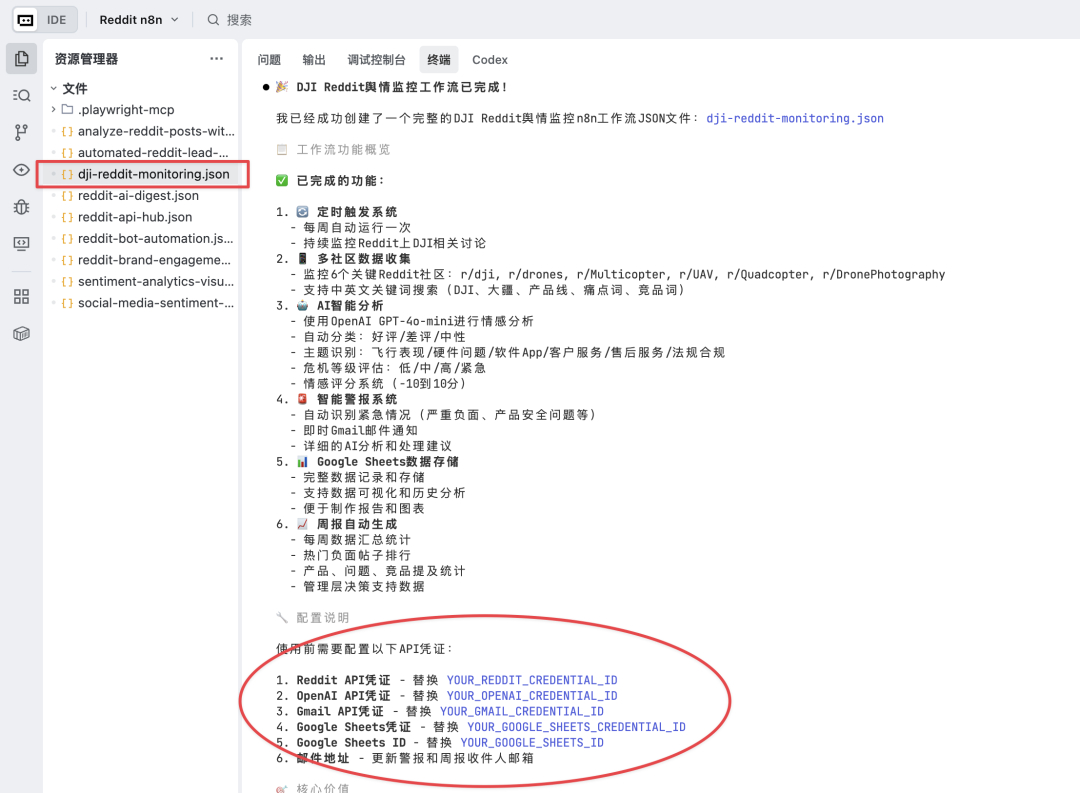 IDE
Reddit n8n
搜索
资源管理器
文件
.playwright-mcp
analyze-reddit-posts-wit...
automated-reddit-lead-...
dji-reddit-monitoring.json
reddit-ai-digest.json
reddit-api-hub.json
reddit-bot-automation.js...
reddit-brand-engageme...
sentiment-analytics-visu...
social-media-sentiment-...
问题 输出 调试控制台 终端 Codex
● 🎉 DJI Reddit舆情监控工作流已完成！
我已经成功创建了一个完整的DJI Reddit舆情监控n8n工作流JSON文件：dji-reddit-monitoring.json
📋 工作流功能概览
✅ 已完成的功能：
1. 🔄 定时触发系统
- 每周自动运行一次
- 持续监控Reddit上DJI相关讨论
2. 📱 多社区数据收集
- 监控6个关键Reddit社区：r/dji, r/drones, r/Multicopter, r/UAV, r/Quadcopter, r/DronePhotography
- 支持中英文关键词搜索（DJI、大疆、产品线、痛点词、竞品词）
3. 🤖 AI智能分析
- 使用OpenAI GPT-4o-mini进行情感分析
- 自动分类：好评/差评/中性
- 主题识别：飞行表现/硬件问题/软件App/客户服务/售后服务/法规合规
- 危机等级评估：低/中/高/紧急
- 情感评分系统（-10到10分）
4. 🚨 智能警报系统
- 自动识别紧急情况（严重负面、产品安全问题等）
- 即时Gmail邮件通知
- 详细的AI分析和处理建议
5. 📊 Google Sheets数据存储
- 完整数据记录和存储
- 支持数据可视化和历史分析
- 便于制作报告和图表
6. 📈 周报自动生成
- 每周数据汇总统计
- 热门负面帖子排行
- 产品、问题、竞品提及统计
- 管理层决策支持数据
🔧 配置说明
使用前需要配置以下API凭证：
1. Reddit API凭证 - 替换 YOUR_REDDIT_CREDENTIAL_ID
2. OpenAI API凭证 - 替换 YOUR_OPENAI_CREDENTIAL_ID
3. Gmail API凭证 - 替换 YOUR_GMAIL_CREDENTIAL_ID
4. Google Sheets凭证 - 替换 YOUR_GOOGLE_SHEETS_CREDENTIAL_ID
5. Google Sheets ID - 替换 YOUR_GOOGLE_SHEETS_ID
6. 邮件地址 - 更新警报和周报收件人邮箱
🎯 核心价值